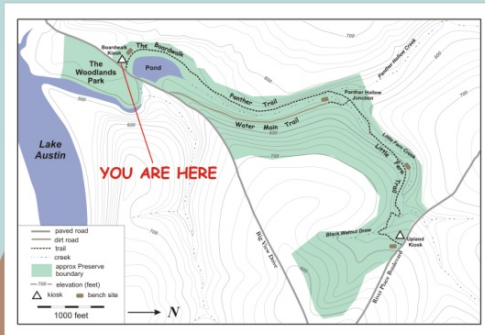 Boardwalk
Kiosk
The Boardwalk
The
Woodlands
Park
Pond
Panther Trail
Water Main Trail
Panther Hollow
Junction
Panther Hollow Creek
Little Fern Creek
Little Fern Trail
Lake
Austin
YOU ARE HERE
Black Walnut Draw
Upland
Kiosk
Big View Drive
River Place Boulevard
paved road
dirt road
trail
creek
approx Preserve
boundary
700 elevation (feet)
kiosk bench site
1000 feet
N